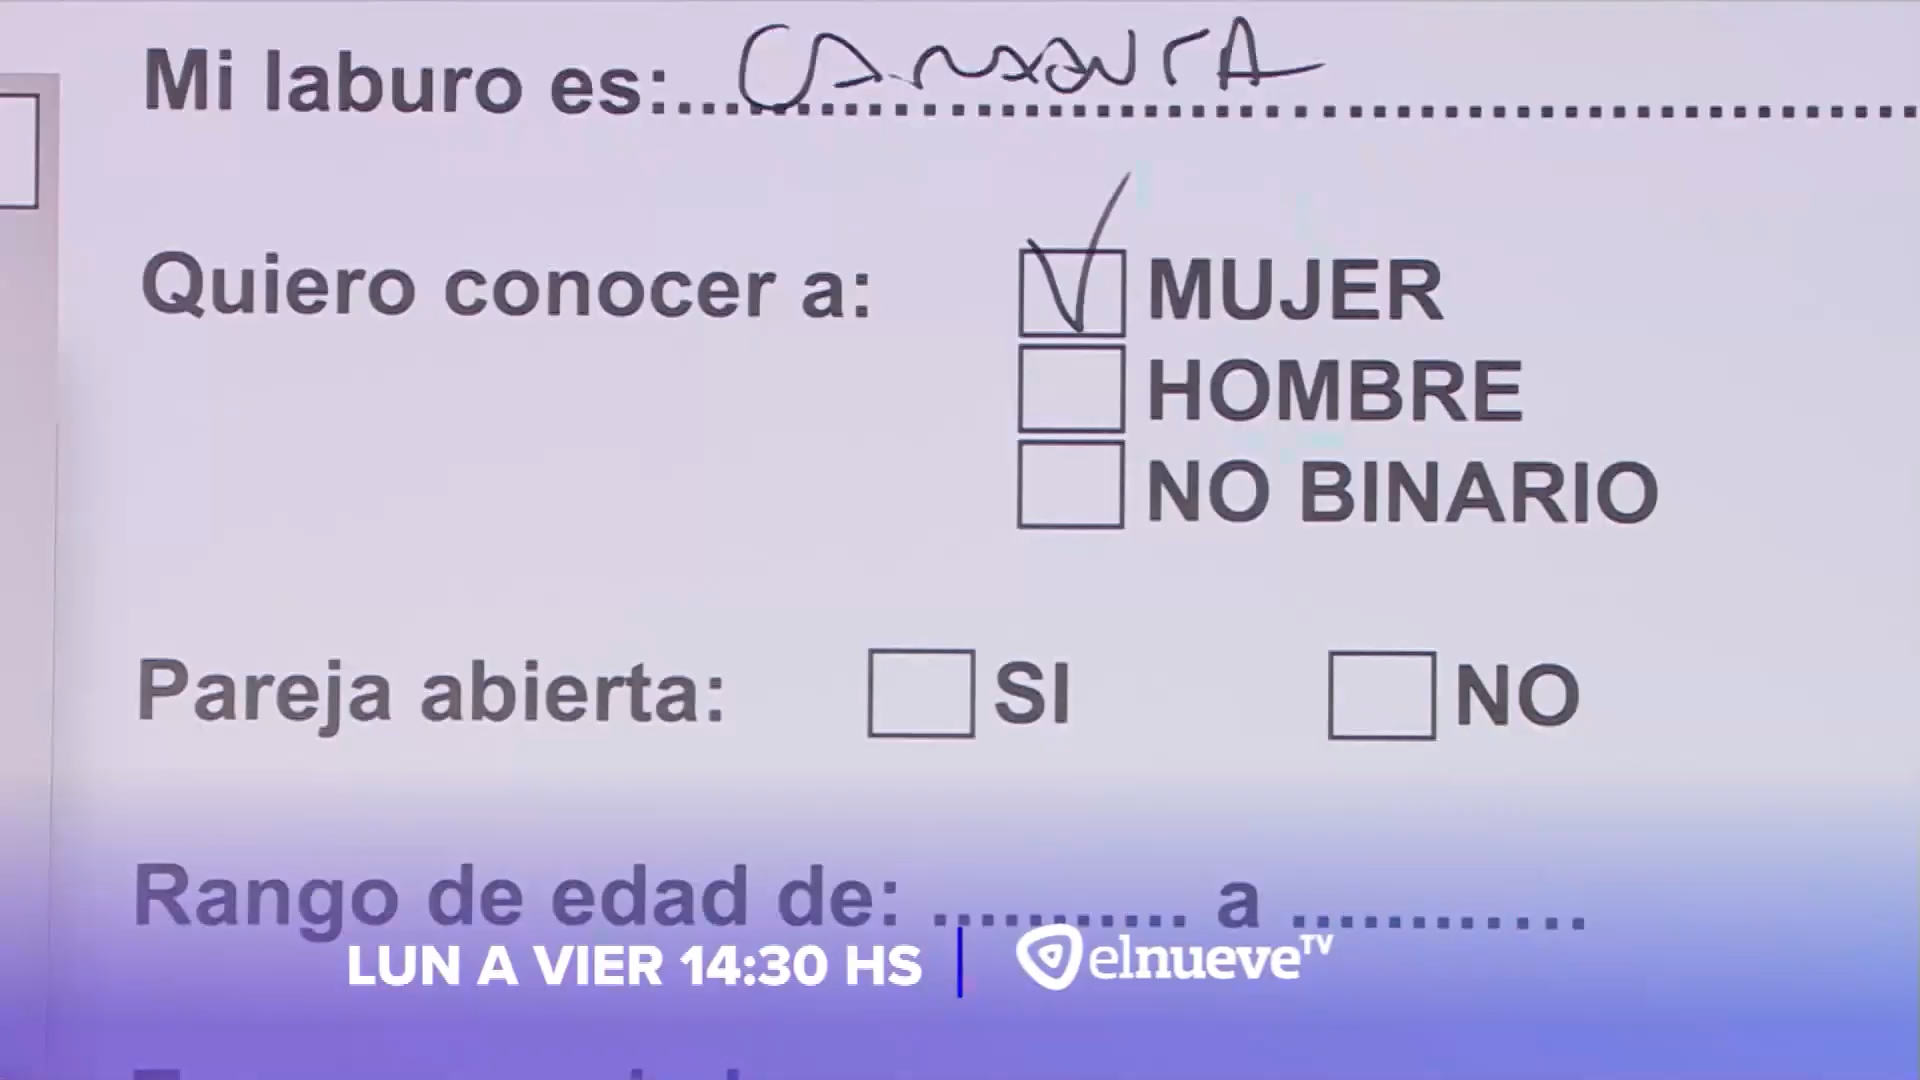 Mi laburo es:
Quiero conocer a: MUJER
HOMBRE
NO BINARIO
Pareja abierta: SI NO
Rango de edad de: ........... a .............
LUN A VIER 14:30 HS elnueve TV